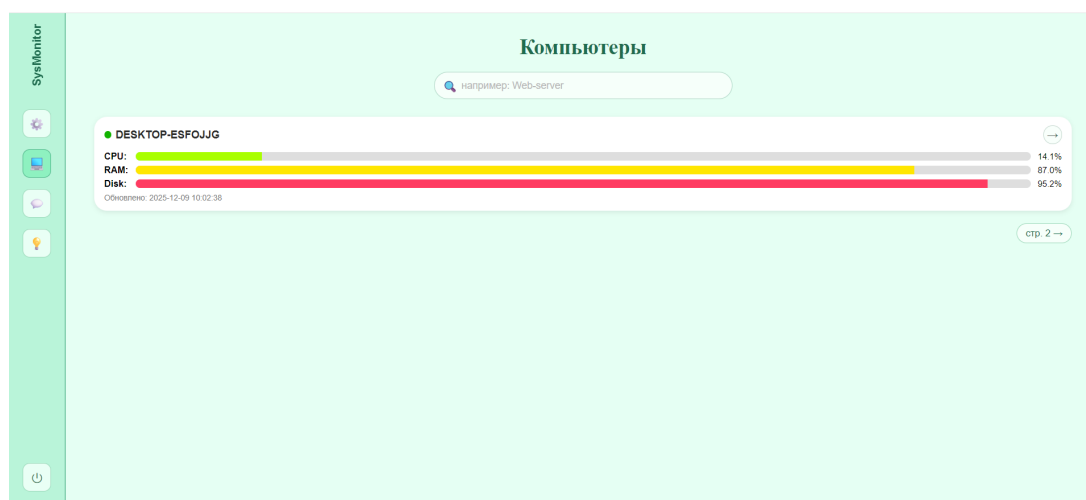 SysMonitor
Компьютеры
например: Web-server
DESKTOP-ESFOJJG
→
CPU: 14.1%
RAM: 87.0%
Disk: 95.2%
Обновлено: 2025-12-09 10:02:38
стр. 2 →